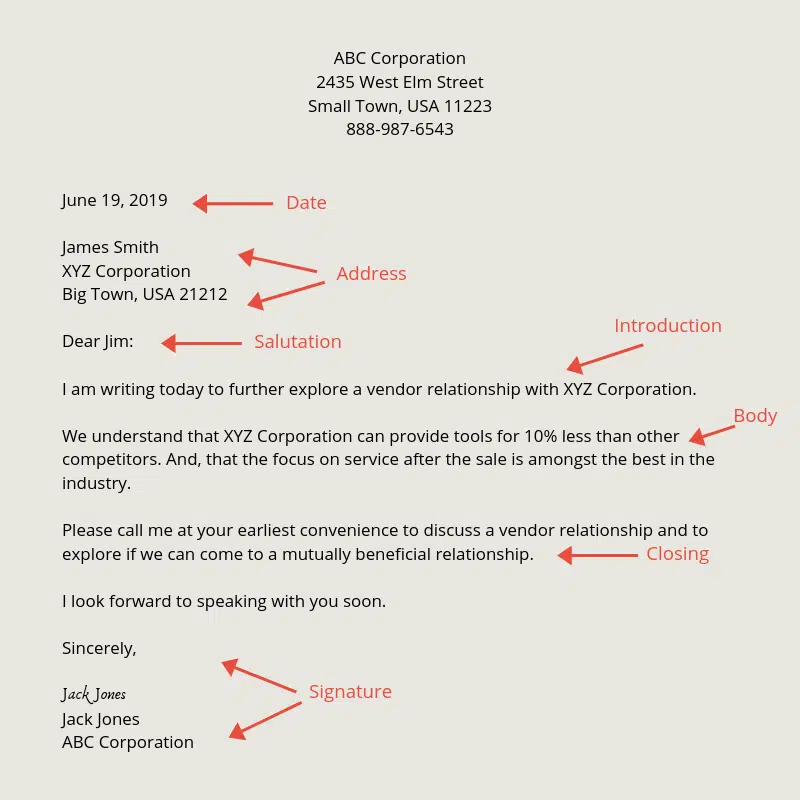 ABC Corporation
2435 West Elm Street
Small Town, USA 11223
888-987-6543
June 19, 2019
Date
James Smith
XYZ Corporation
Big Town, USA 21212
Address
Dear Jim:
Salutation
Introduction
I am writing today to further explore a vendor relationship with XYZ Corporation.
Body
We understand that XYZ Corporation can provide tools for 10% less than other
competitors. And, that the focus on service after the sale is amongst the best in the
industry.
Please call me at your earliest convenience to discuss a vendor relationship and to
explore if we can come to a mutually beneficial relationship.
Closing
I look forward to speaking with you soon.
Sincerely,
Signature
Jack Jones
Jack Jones
ABC Corporation